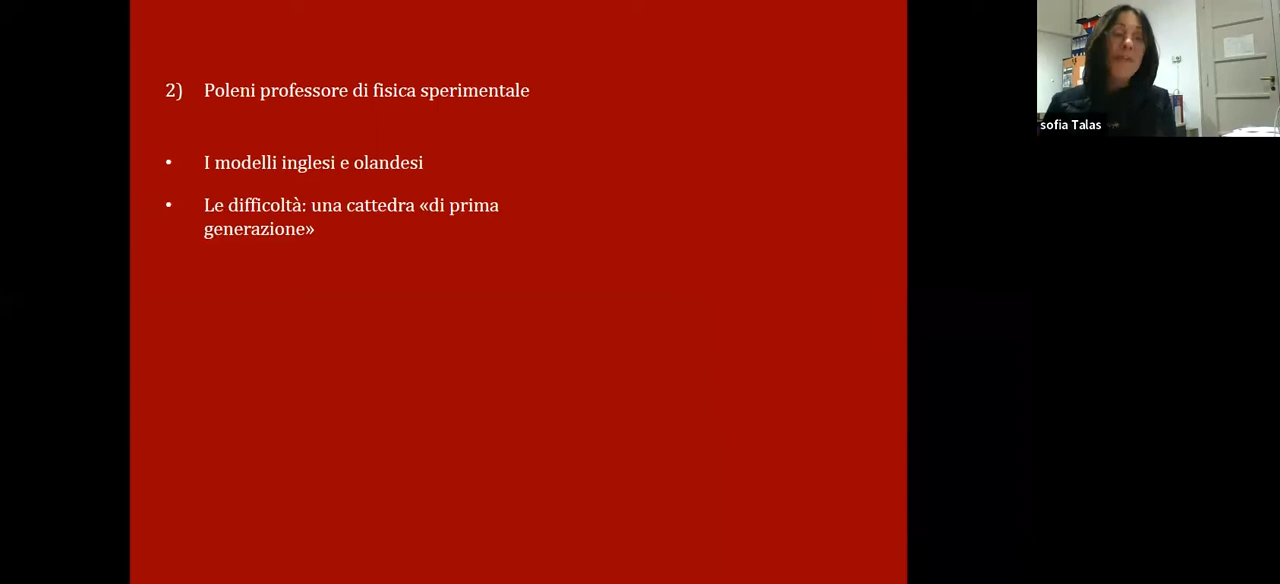 2) Poleni professore di fisica sperimentale
• I modelli inglesi e olandesi
• Le difficoltà: una cattedra «di prima
generazione»
sofia Talas